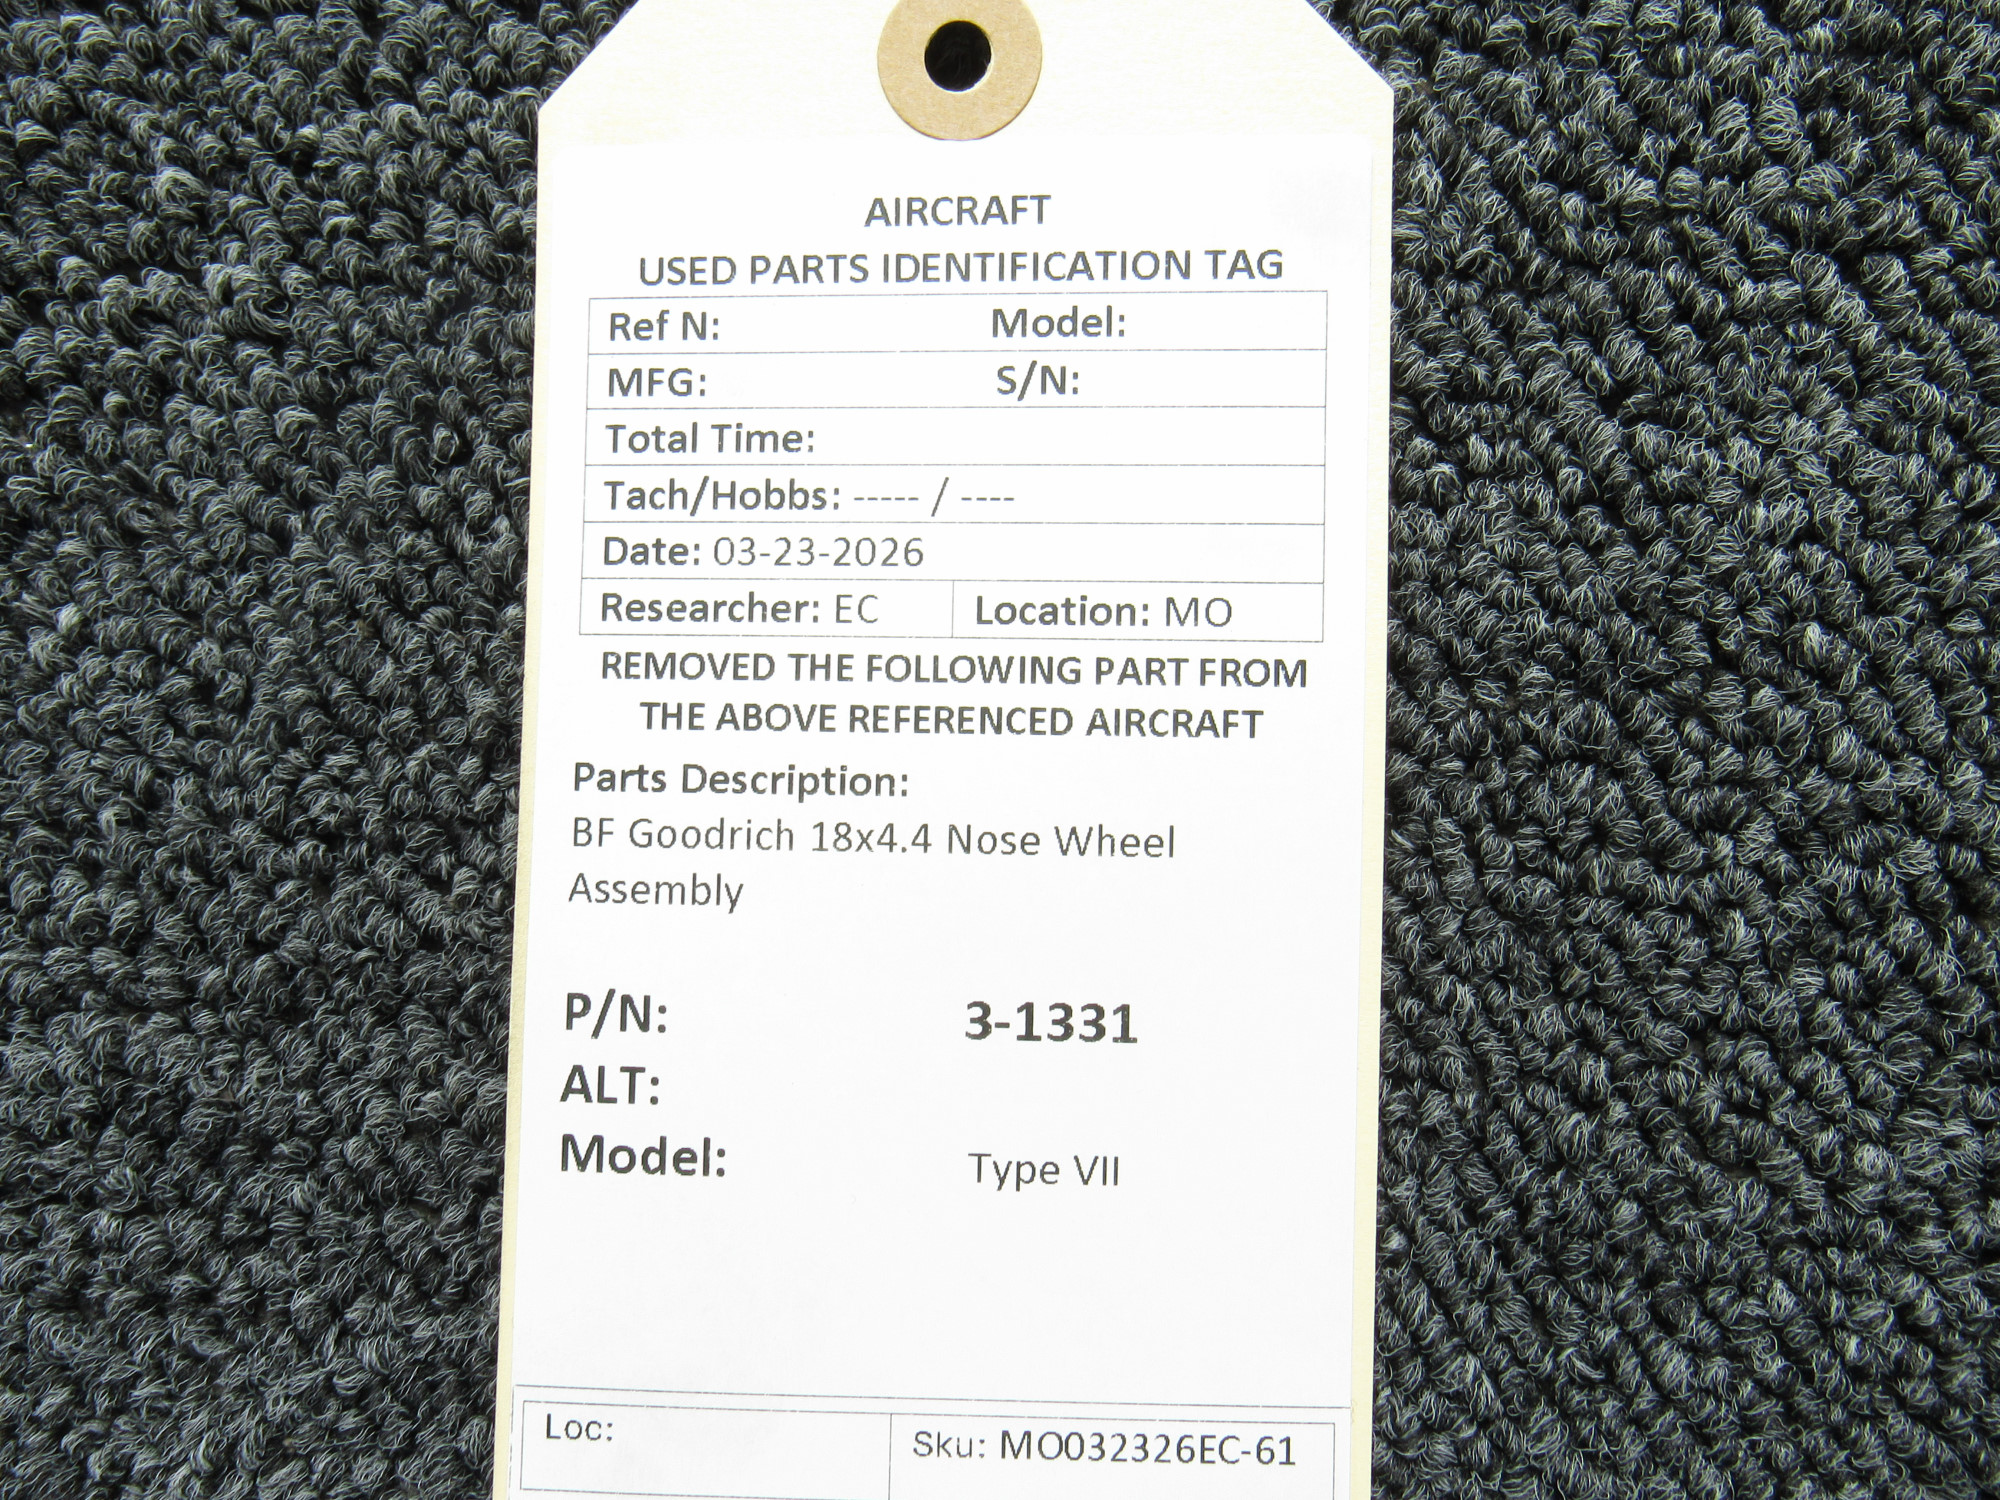 AIRCRAFT
USED PARTS IDENTIFICATION TAG
Ref N: Model:
MFG: S/N:
Total Time:
Tach/Hobbs: ----- / ----
Date: 03-23-2026
Researcher: EC Location: MO
REMOVED THE FOLLOWING PART FROM
THE ABOVE REFERENCED AIRCRAFT
Parts Description:
BF Goodrich 18x4.4 Nose Wheel
Assembly
P/N: 3-1331
ALT:
Model: Type VII
Loc: Sku: MO032326EC-61